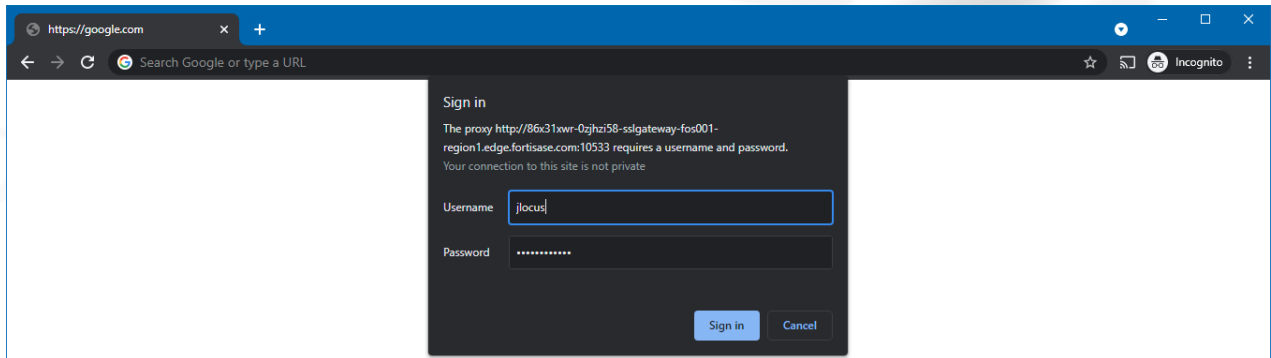 https://google.com
Search Google or type a URL
Incognito
Sign in
The proxy http://86x31xwr-0zjhzi58-sslgateway-fos001-
region1.edge.fortisase.com:10533 requires a username and password.
Your connection to this site is not private
Username jlocus
Password ••••••••••••
Sign in Cancel